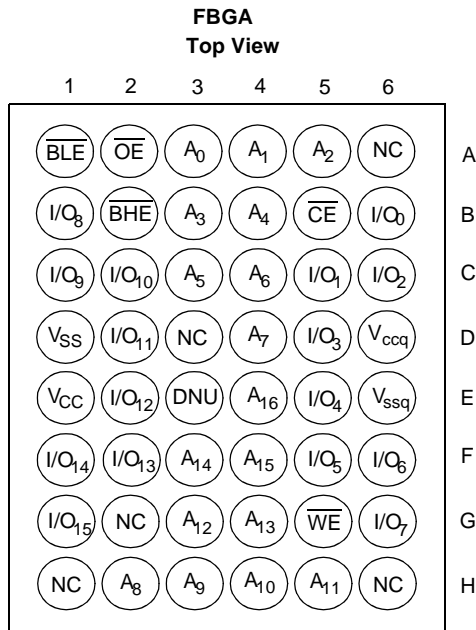 FBGA
Top View
1 2 3 4 5 6
BLE OE A0 A1 A2 NC A
I/O8 BHE A3 A4 CE I/O0 B
I/O9 I/O10 A5 A6 I/O1 I/O2 C
VSS I/O11 NC A7 I/O3 Vccq D
VCC I/O12 DNU A16 I/O4 Vssq E
I/O14 I/O13 A14 A15 I/O5 I/O6 F
I/O15 NC A12 A13 WE I/O7 G
NC A8 A9 A10 A11 NC H